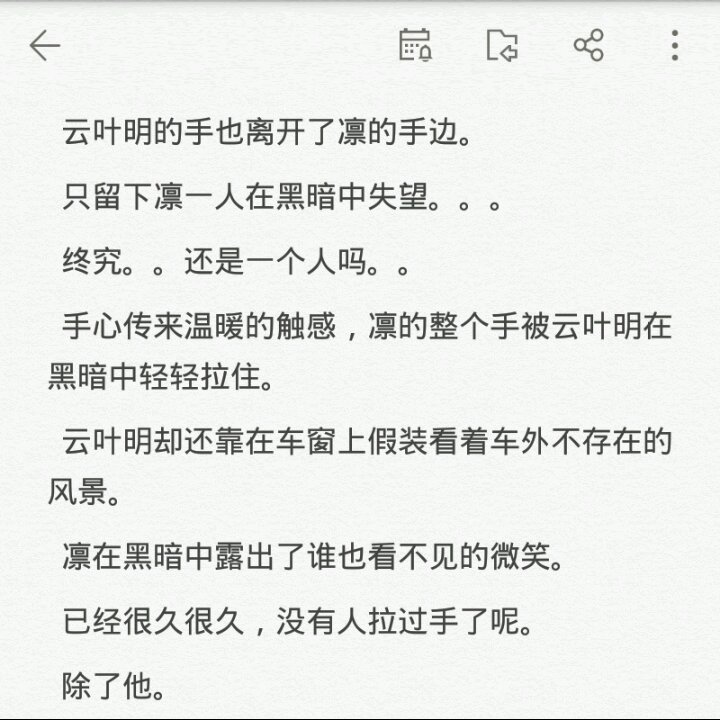 云叶明的手也离开了凛的手边。
只留下凛一人在黑暗中失望。。。
终究。。还是一个人吗。。
手心传来温暖的触感，凛的整个手被云叶明在
黑暗中轻轻拉住。
云叶明却还靠在车窗上假装看着车外不存在的
风景。
凛在黑暗中露出了谁也看不见的微笑。
已经很久很久，没有人拉过手了呢。
除了他。